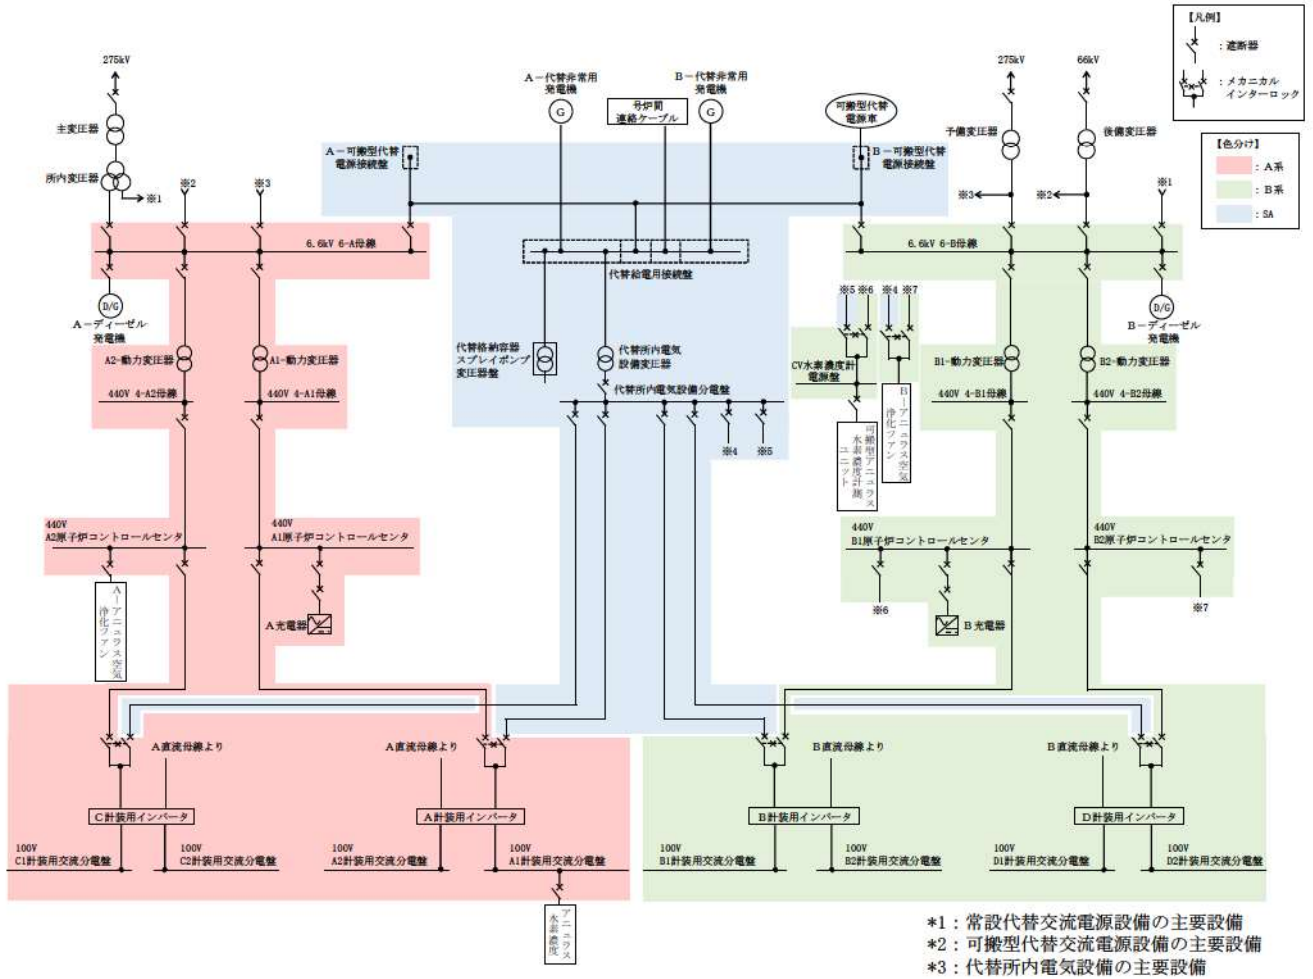 【凡例】
：遮断器
：メカニカル
インターロック
【色分け】
：A系
：B系
：SA
275kV
主変圧器
所内変圧器
※1
※2
※3
A－代替非常用
発電機
G
号炉間
連絡ケーブル
B－代替非常用
発電機
G
可搬型代替
電源車
275kV
66kV
予備変圧器
後備変圧器
※3
※2
※1
A－可搬型代替
電源接続盤
B－可搬型代替
電源接続盤
6.6kV 6-A母線
6.6kV 6-B母線
代替給電用接続盤
D/G
A－ディーゼル
発電機
D/G
B－ディーゼル
発電機
※5
※6
※4
※7
A2-動力変圧器
A1-動力変圧器
代替格納容器
スプレイポンプ
変圧器盤
代替所内電気
設備変圧器
CV水素濃度計
電源盤
B1-動力変圧器
B2-動力変圧器
440V 4-A2母線
440V 4-A1母線
代替所内電気設備分電盤
440V 4-B1母線
440V 4-B2母線
※4
※5
可搬型アニュラス
水素濃度計測
ユニット
B－アニュラス空気
浄化ファン
440V
A2原子炉コントロールセンタ
440V
A1原子炉コントロールセンタ
440V
B1原子炉コントロールセンタ
440V
B2原子炉コントロールセンタ
A－アニュラス空気
浄化ファン
A充電器
※6
B充電器
※7
A直流母線より
A直流母線より
B直流母線より
B直流母線より
C計装用インバータ
A計装用インバータ
B計装用インバータ
D計装用インバータ
100V
C1計装用交流分電盤
100V
C2計装用交流分電盤
100V
A2計装用交流分電盤
100V
A1計装用交流分電盤
100V
B1計装用交流分電盤
100V
B2計装用交流分電盤
100V
D1計装用交流分電盤
100V
D2計装用交流分電盤
アニュラス
水素濃度
*1：常設代替交流電源設備の主要設備
*2：可搬型代替交流電源設備の主要設備
*3：代替所内電気設備の主要設備